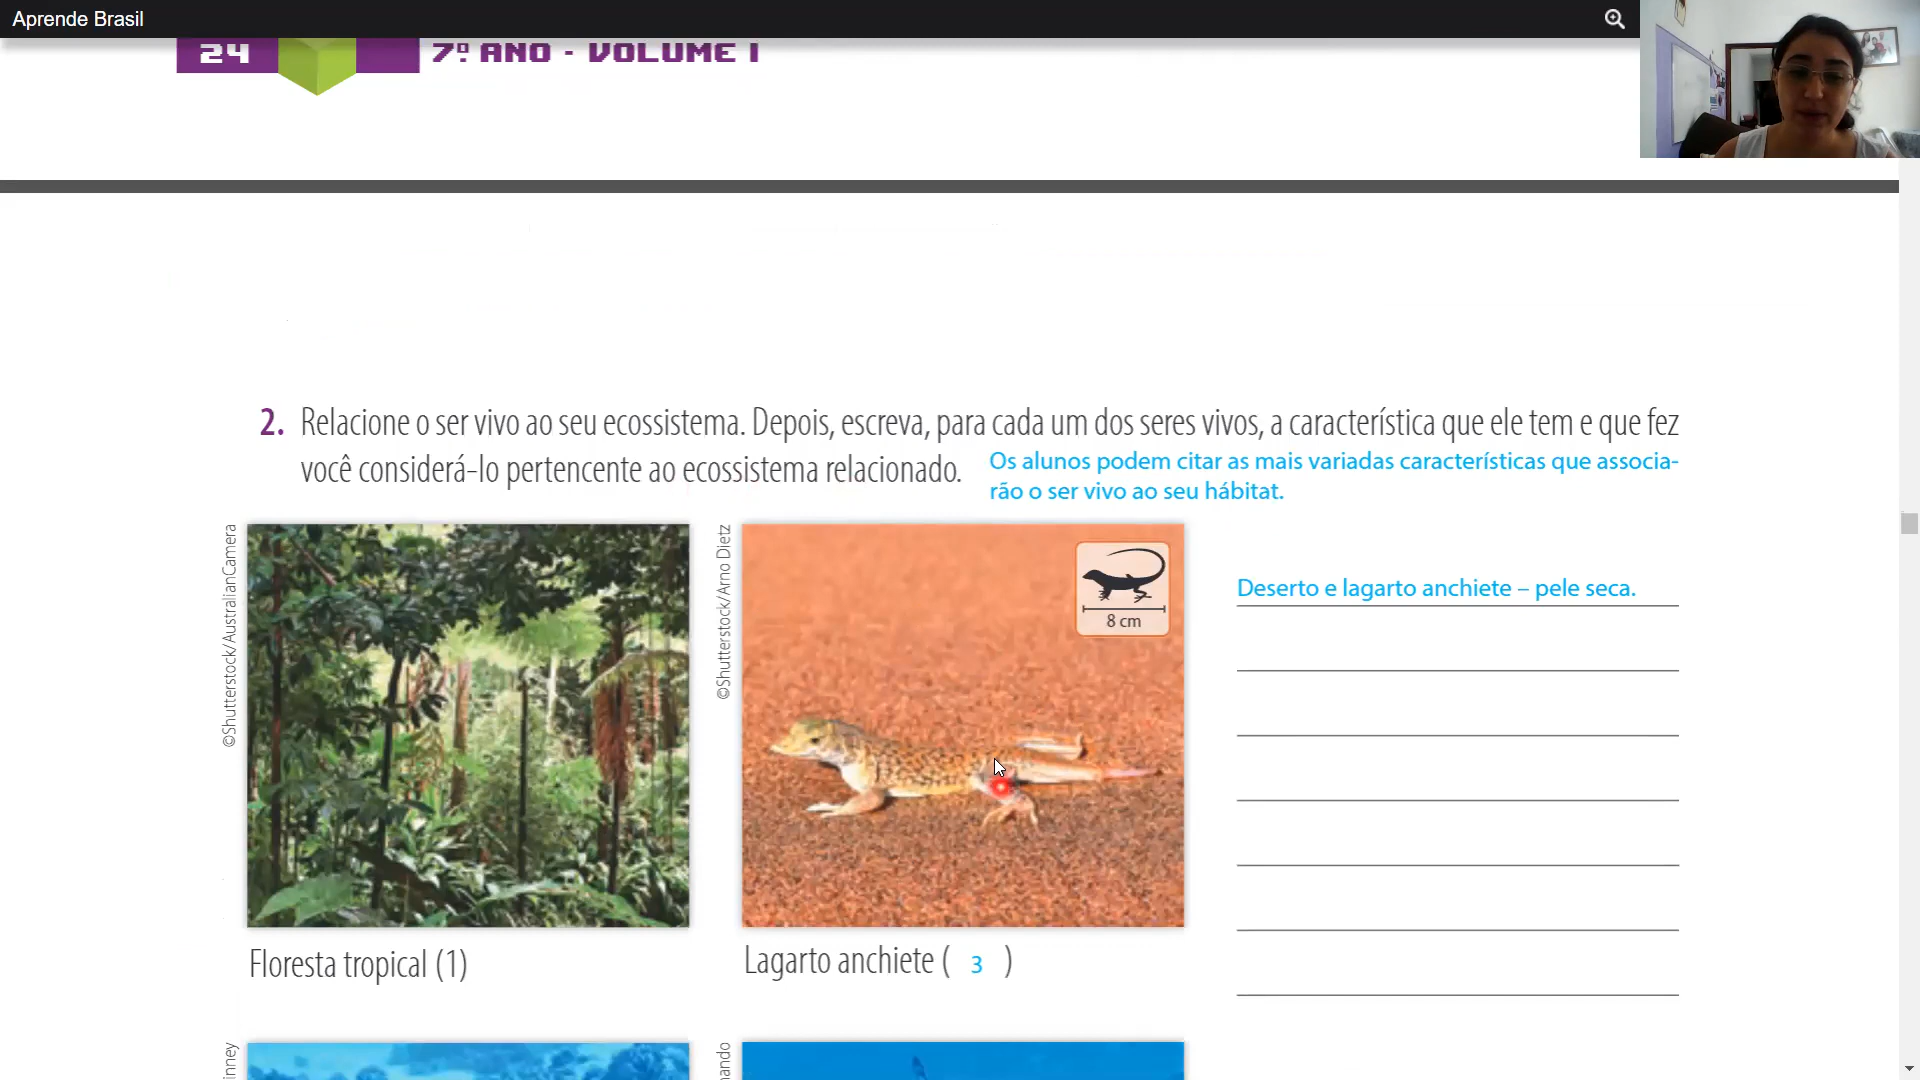 Aprende Brasil
24 7º ANO - VOLUME 1
2. Relacione o ser vivo ao seu ecossistema. Depois, escreva, para cada um dos seres vivos, a característica que ele tem e que fez
você considerá-lo pertencente ao ecossistema relacionado.
Os alunos podem citar as mais variadas características que associa-
rão o ser vivo ao seu hábitat.
©Shutterstock/AustralianCamera
©Shutterstock/Arno Dietz
8 cm
Deserto e lagarto anchiete – pele seca.
Floresta tropical (1)
Lagarto anchiete ( 3 )